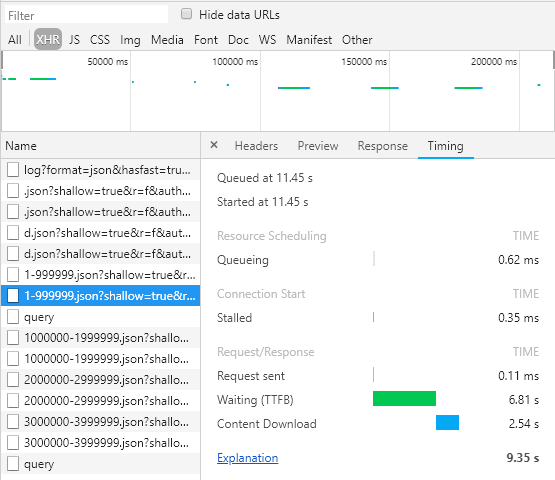 Filter Hide data URLs
All XHR JS CSS Img Media Font Doc WS Manifest Other
50000 ms 100000 ms 150000 ms 200000 ms
Name × Headers Preview Response Timing
log?format=json&hasfast=tru...
.json?shallow=true&r=f&aut...
.json?shallow=true&r=f&aut...
d.json?shallow=true&r=f&aut...
d.json?shallow=true&r=f&aut...
1-999999.json?shallow=true&r...
1-999999.json?shallow=true&r...
query
1000000-1999999.json?shallo...
1000000-1999999.json?shallo...
2000000-2999999.json?shallo...
2000000-2999999.json?shallo...
3000000-3999999.json?shallo...
3000000-3999999.json?shallo...
query
Queued at 11.45 s
Started at 11.45 s
Resource Scheduling TIME
Queueing 0.62 ms
Connection Start TIME
Stalled 0.35 ms
Request/Response TIME
Request sent 0.11 ms
Waiting (TTFB) 6.81 s
Content Download 2.54 s
Explanation 9.35 s